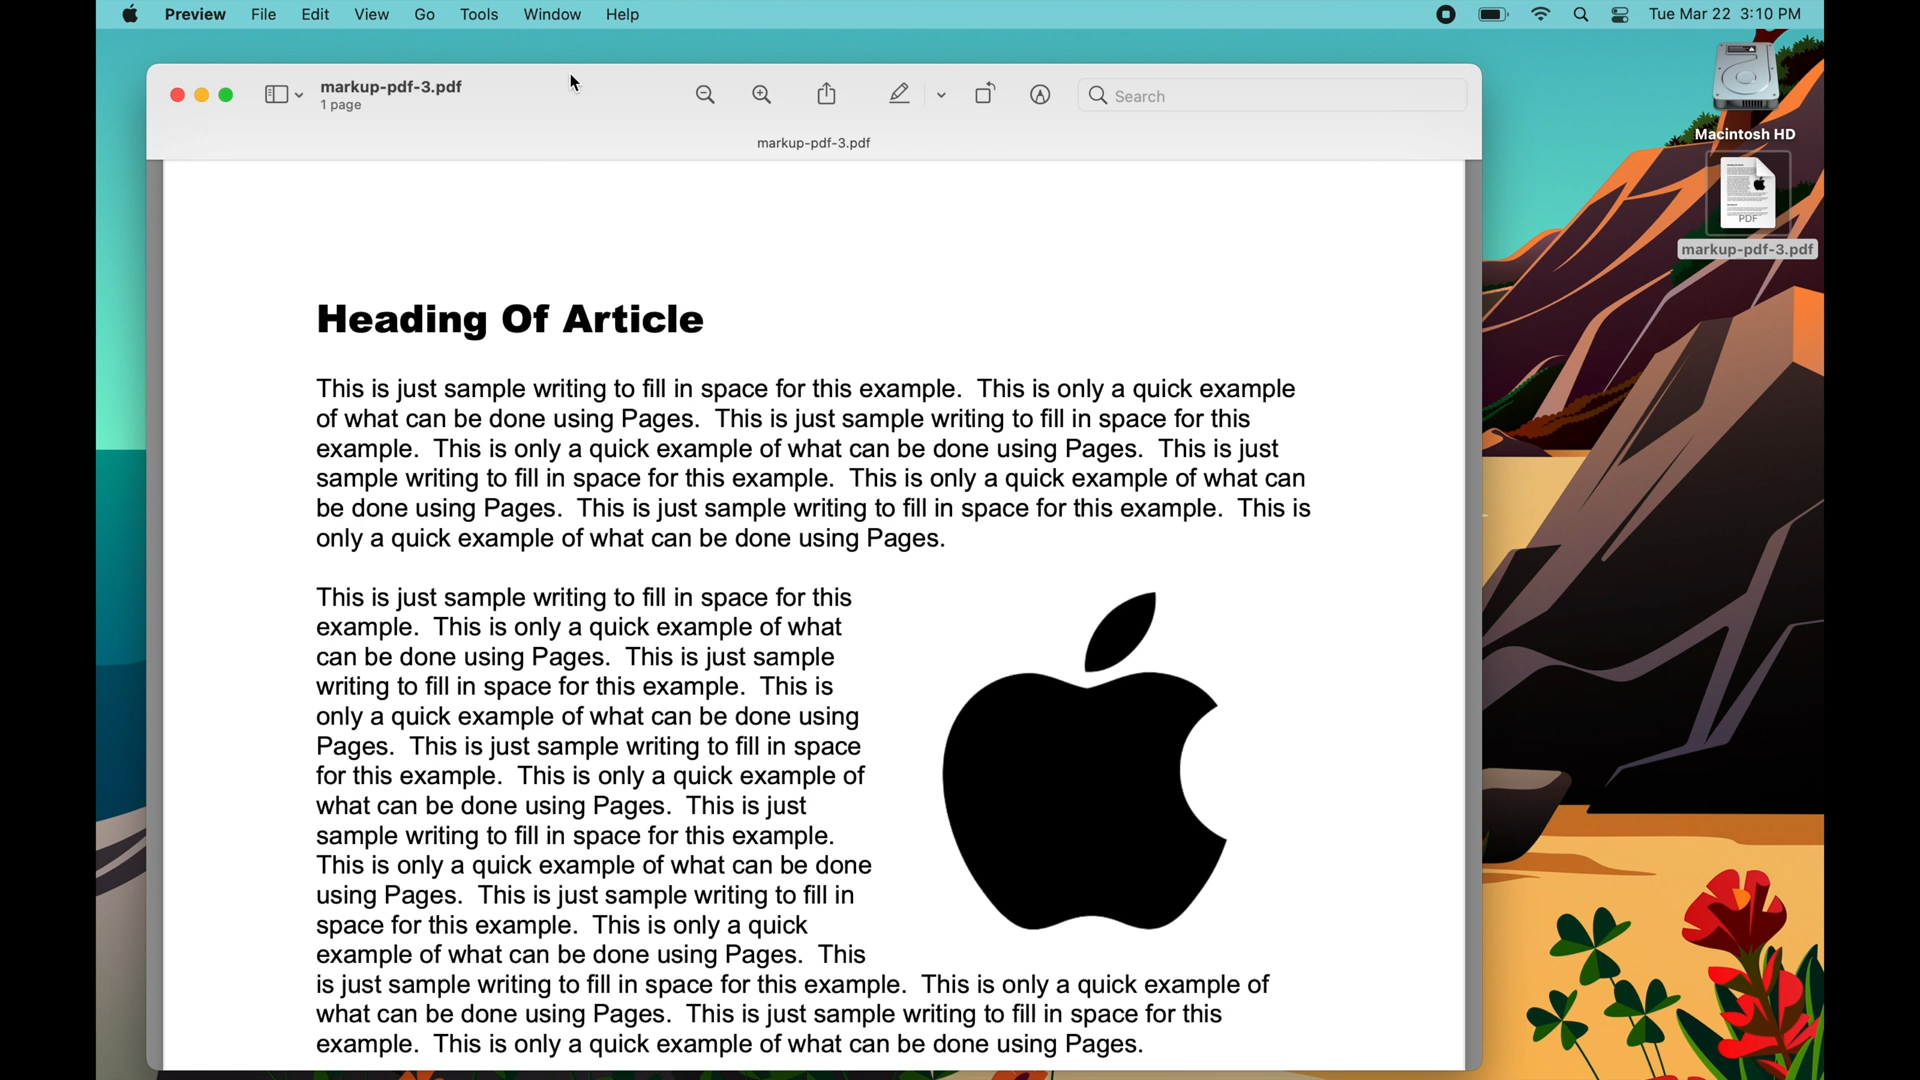 Preview File Edit View Go Tools Window Help Tue Mar 22 3:10 PM
markup-pdf-3.pdf
1 page
Search
markup-pdf-3.pdf
Macintosh HD
PDF
markup-pdf-3.pdf
Heading Of Article
This is just sample writing to fill in space for this example. This is only a quick example
of what can be done using Pages. This is just sample writing to fill in space for this
example. This is only a quick example of what can be done using Pages. This is just
sample writing to fill in space for this example. This is only a quick example of what can
be done using Pages. This is just sample writing to fill in space for this example. This is
only a quick example of what can be done using Pages.
This is just sample writing to fill in space for this
example. This is only a quick example of what
can be done using Pages. This is just sample
writing to fill in space for this example. This is
only a quick example of what can be done using
Pages. This is just sample writing to fill in space
for this example. This is only a quick example of
what can be done using Pages. This is just
sample writing to fill in space for this example.
This is only a quick example of what can be done
using Pages. This is just sample writing to fill in
space for this example. This is only a quick
example of what can be done using Pages. This
is just sample writing to fill in space for this example. This is only a quick example of
what can be done using Pages. This is just sample writing to fill in space for this
example. This is only a quick example of what can be done using Pages.